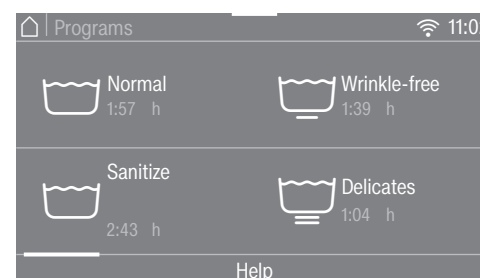 Programs
11:0
Normal
1:57 h
Wrinkle-free
1:39 h
Sanitize
2:43 h
Delicates
1:04 h
Help